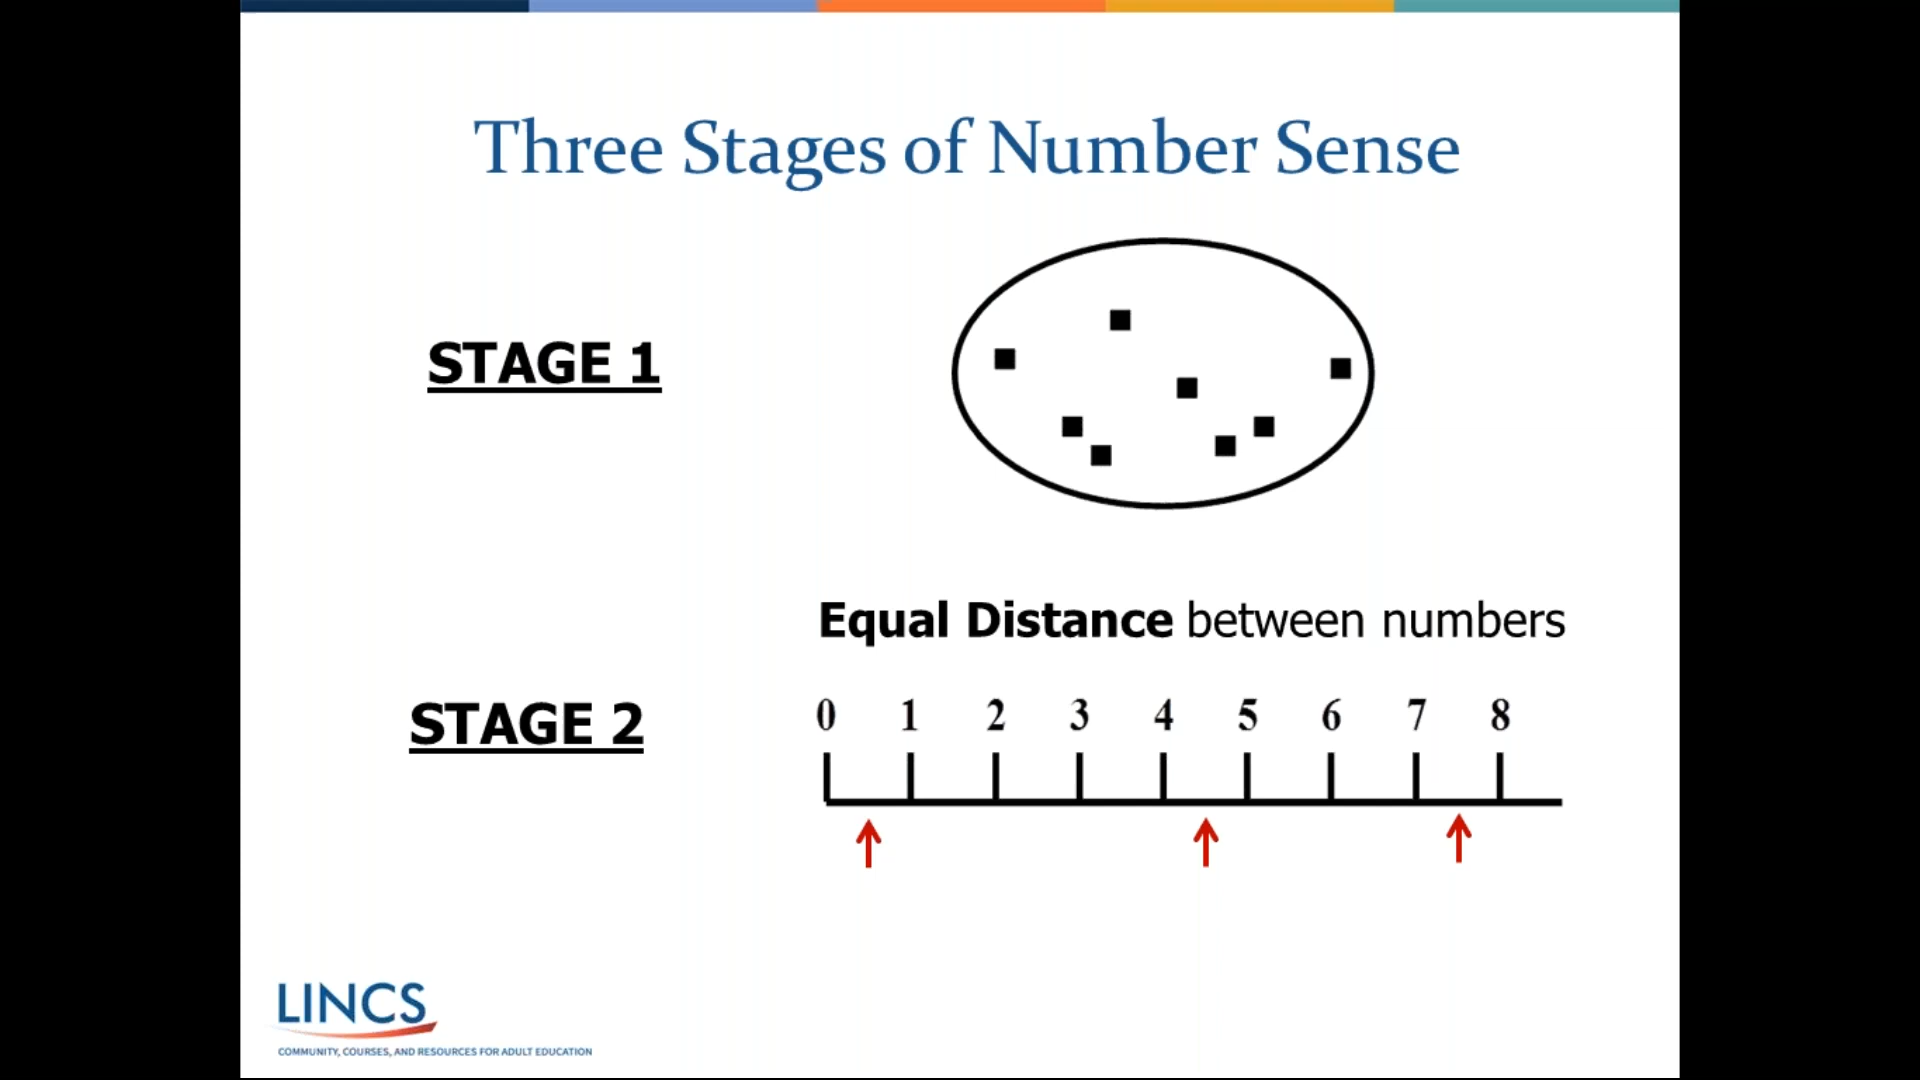 Three Stages of Number Sense
STAGE 1
Equal Distance between numbers
STAGE 2
0 1 2 3 4 5 6 7 8
LINCS
COMMUNITY, COURSES, AND RESOURCES FOR ADULT EDUCATION